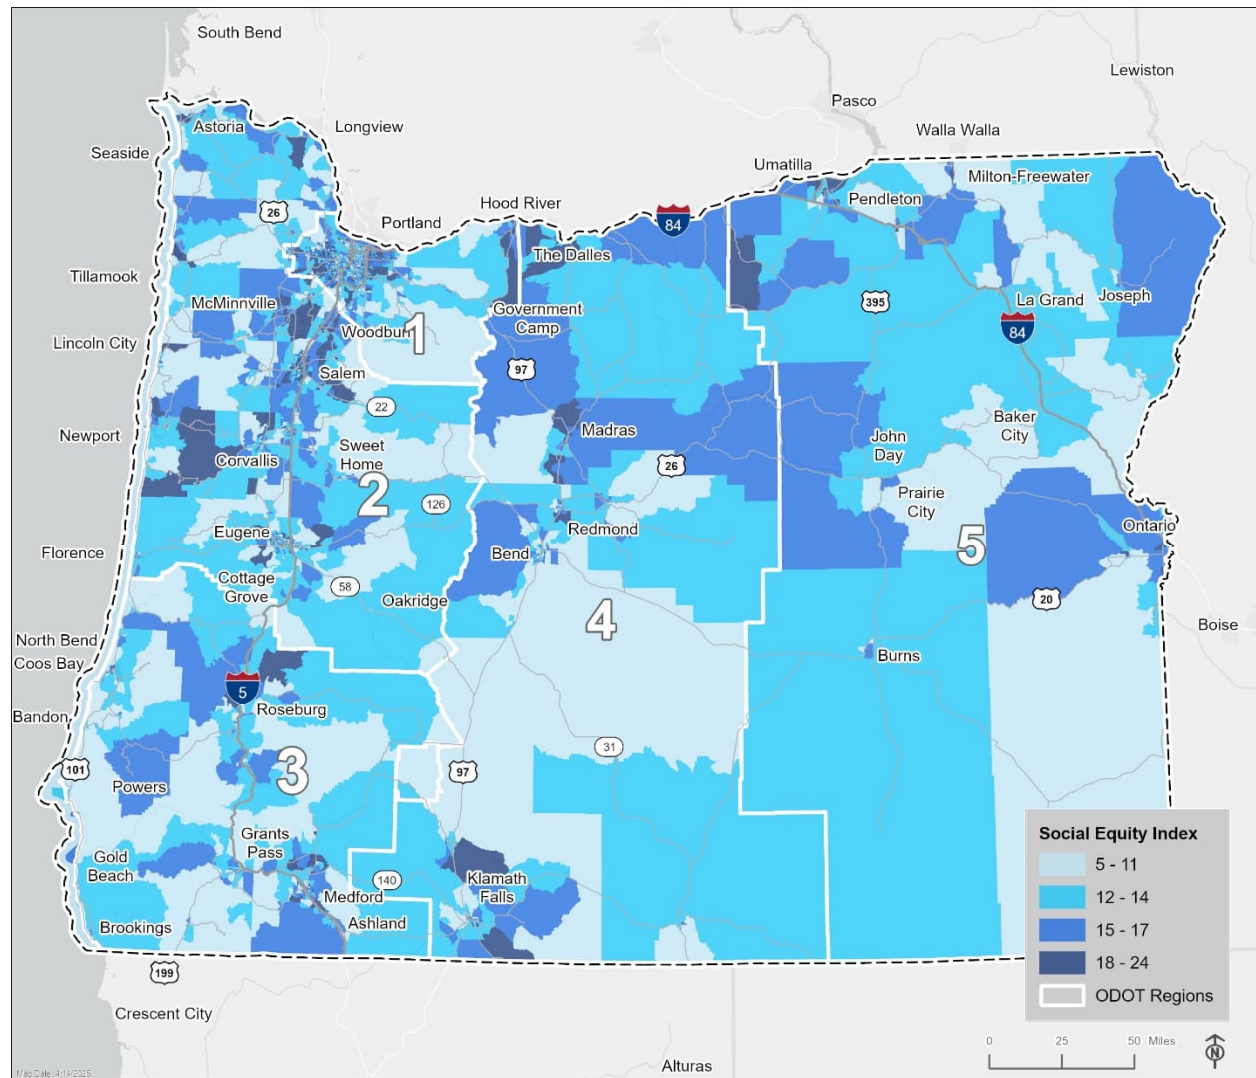 South Bend
Lewiston
Pasco
Astoria
Longview
Walla Walla
Seaside
Umatilla
Milton-Freewater
Pendleton
Hood River
26
Portland
84
The Dalles
Tillamook
395
La Grand
Joseph
McMinnville
Government
Camp
84
Woodburn
1
Lincoln City
97
Salem
22
Newport
Sweet
Home
Madras
Baker
City
John
Day
Corvallis
26
2
126
Prairie
City
Eugene
Redmond
Ontario
Florence
Bend
5
Cottage
Grove
58
Oakridge
20
4
Boise
North Bend
Coos Bay
Burns
5
Bandon
Roseburg
31
101
3
97
Powers
Grants
Pass
Gold
Beach
140
Klamath
Falls
Medford
Ashland
Brookings
199
Crescent City
Alturas
Social Equity Index
5 - 11
12 - 14
15 - 17
18 - 24
ODOT Regions
0 25 50 Miles
N
Map Date: 4/14/2025